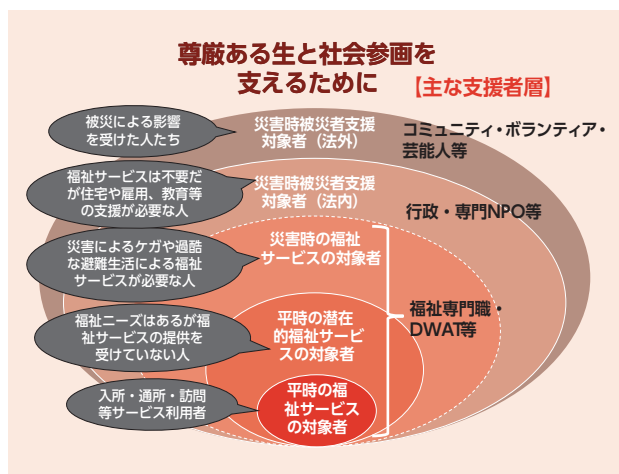 尊厳ある生と社会参画を
支えるために
【主な支援者層】
被災による影響
を受けた人たち
災害時被災者支援
対象者（法外）
コミュニティ・ボランティア・
芸能人等
福祉サービスは不要だ
が住宅や雇用、教育等
の支援が必要な人
災害時被災者支援
対象者（法内）
行政・専門NPO等
災害によるケガや過酷
な避難生活による福祉
サービスが必要な人
災害時の福祉
サービスの対象者
福祉専門職・
DWAT等
福祉ニーズはあるが福
祉サービスの提供を
受けていない人
平時の潜在
的福祉サービ
スの対象者
入所・通所・訪問
等サービス利用者
平時の福
祉サービス
の対象者